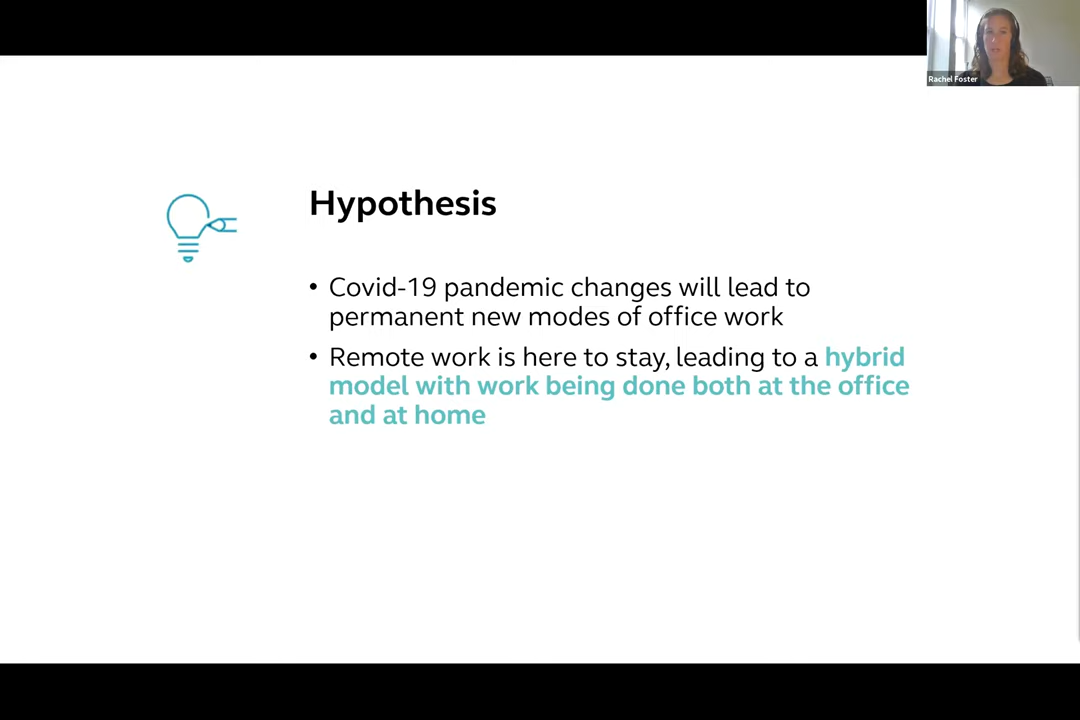 Rachel Foster
Hypothesis
• Covid-19 pandemic changes will lead to
permanent new modes of office work
• Remote work is here to stay, leading to a hybrid
model with work being done both at the office
and at home